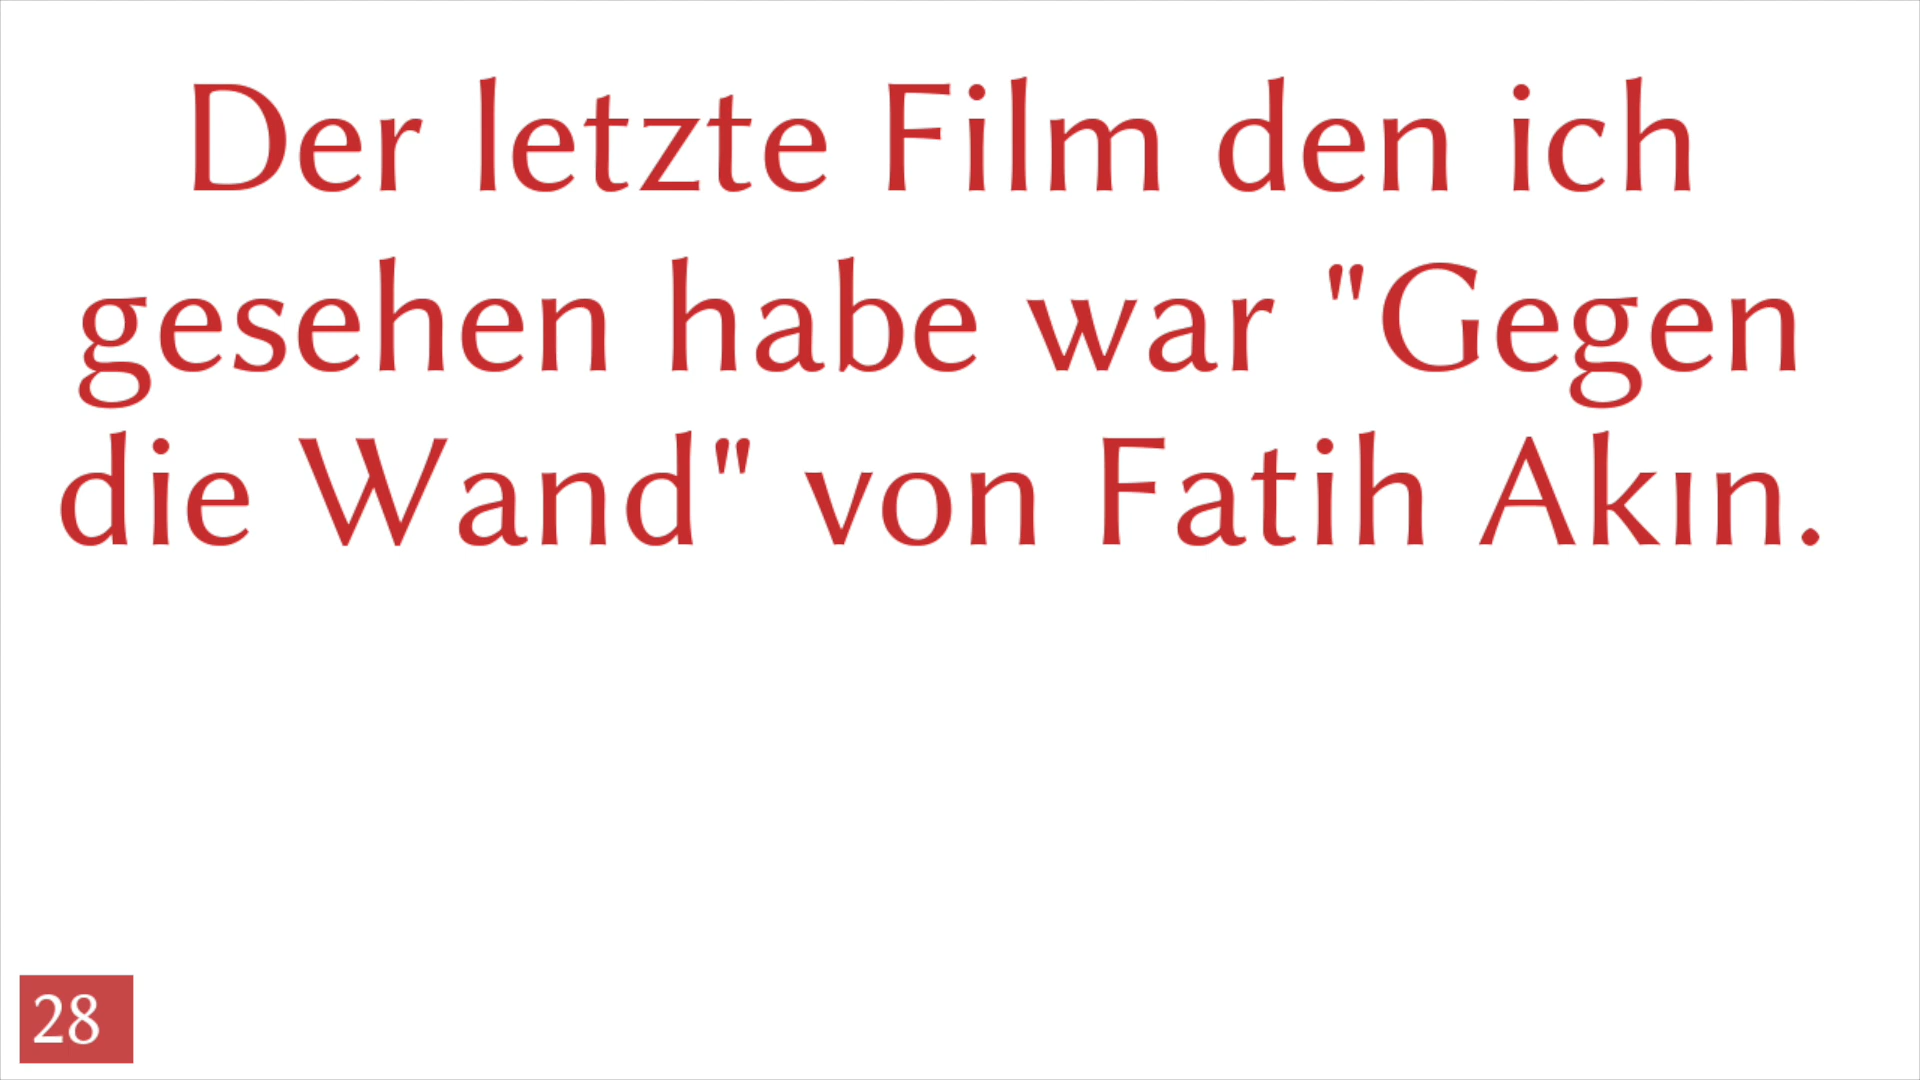 Der letzte Film den ich
gesehen habe war "Gegen
die Wand" von Fatih Akın.
28